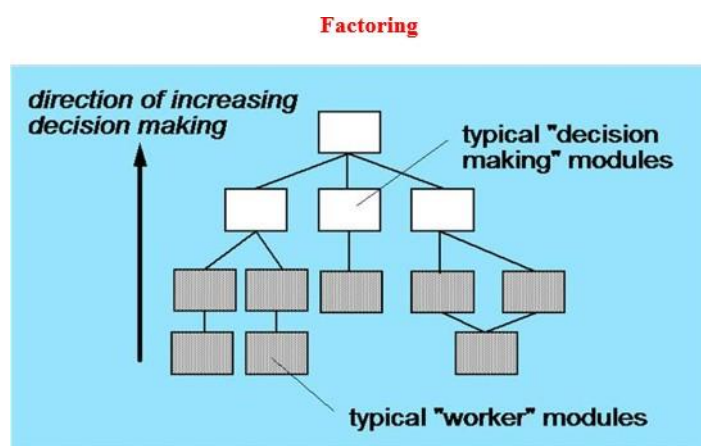 Factoring
direction of increasing
decision making
typical "decision
making" modules
typical "worker" modules